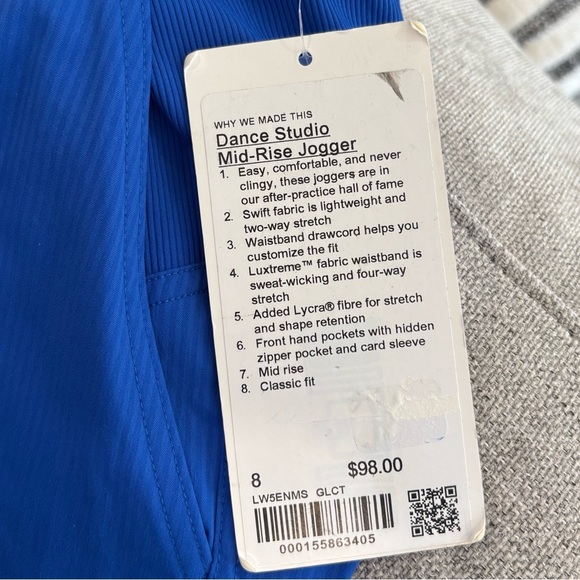 WHY WE MADE THIS
Dance Studio
Mid-Rise Jogger
1. Easy, comfortable, and never
clingy, these joggers are in
our after-practice hall of fame
2. Swift fabric is lightweight and
two-way stretch
3. Waistband drawcord helps you
customize the fit
4. Luxtreme™ fabric waistband is
sweat-wicking and four-way
stretch
5. Added Lycra® fibre for stretch
and shape retention
6. Front hand pockets with hidden
zipper pocket and card sleeve
7. Mid rise
8. Classic fit
8 $98.00
LW5ENMS GLCT
000155863405